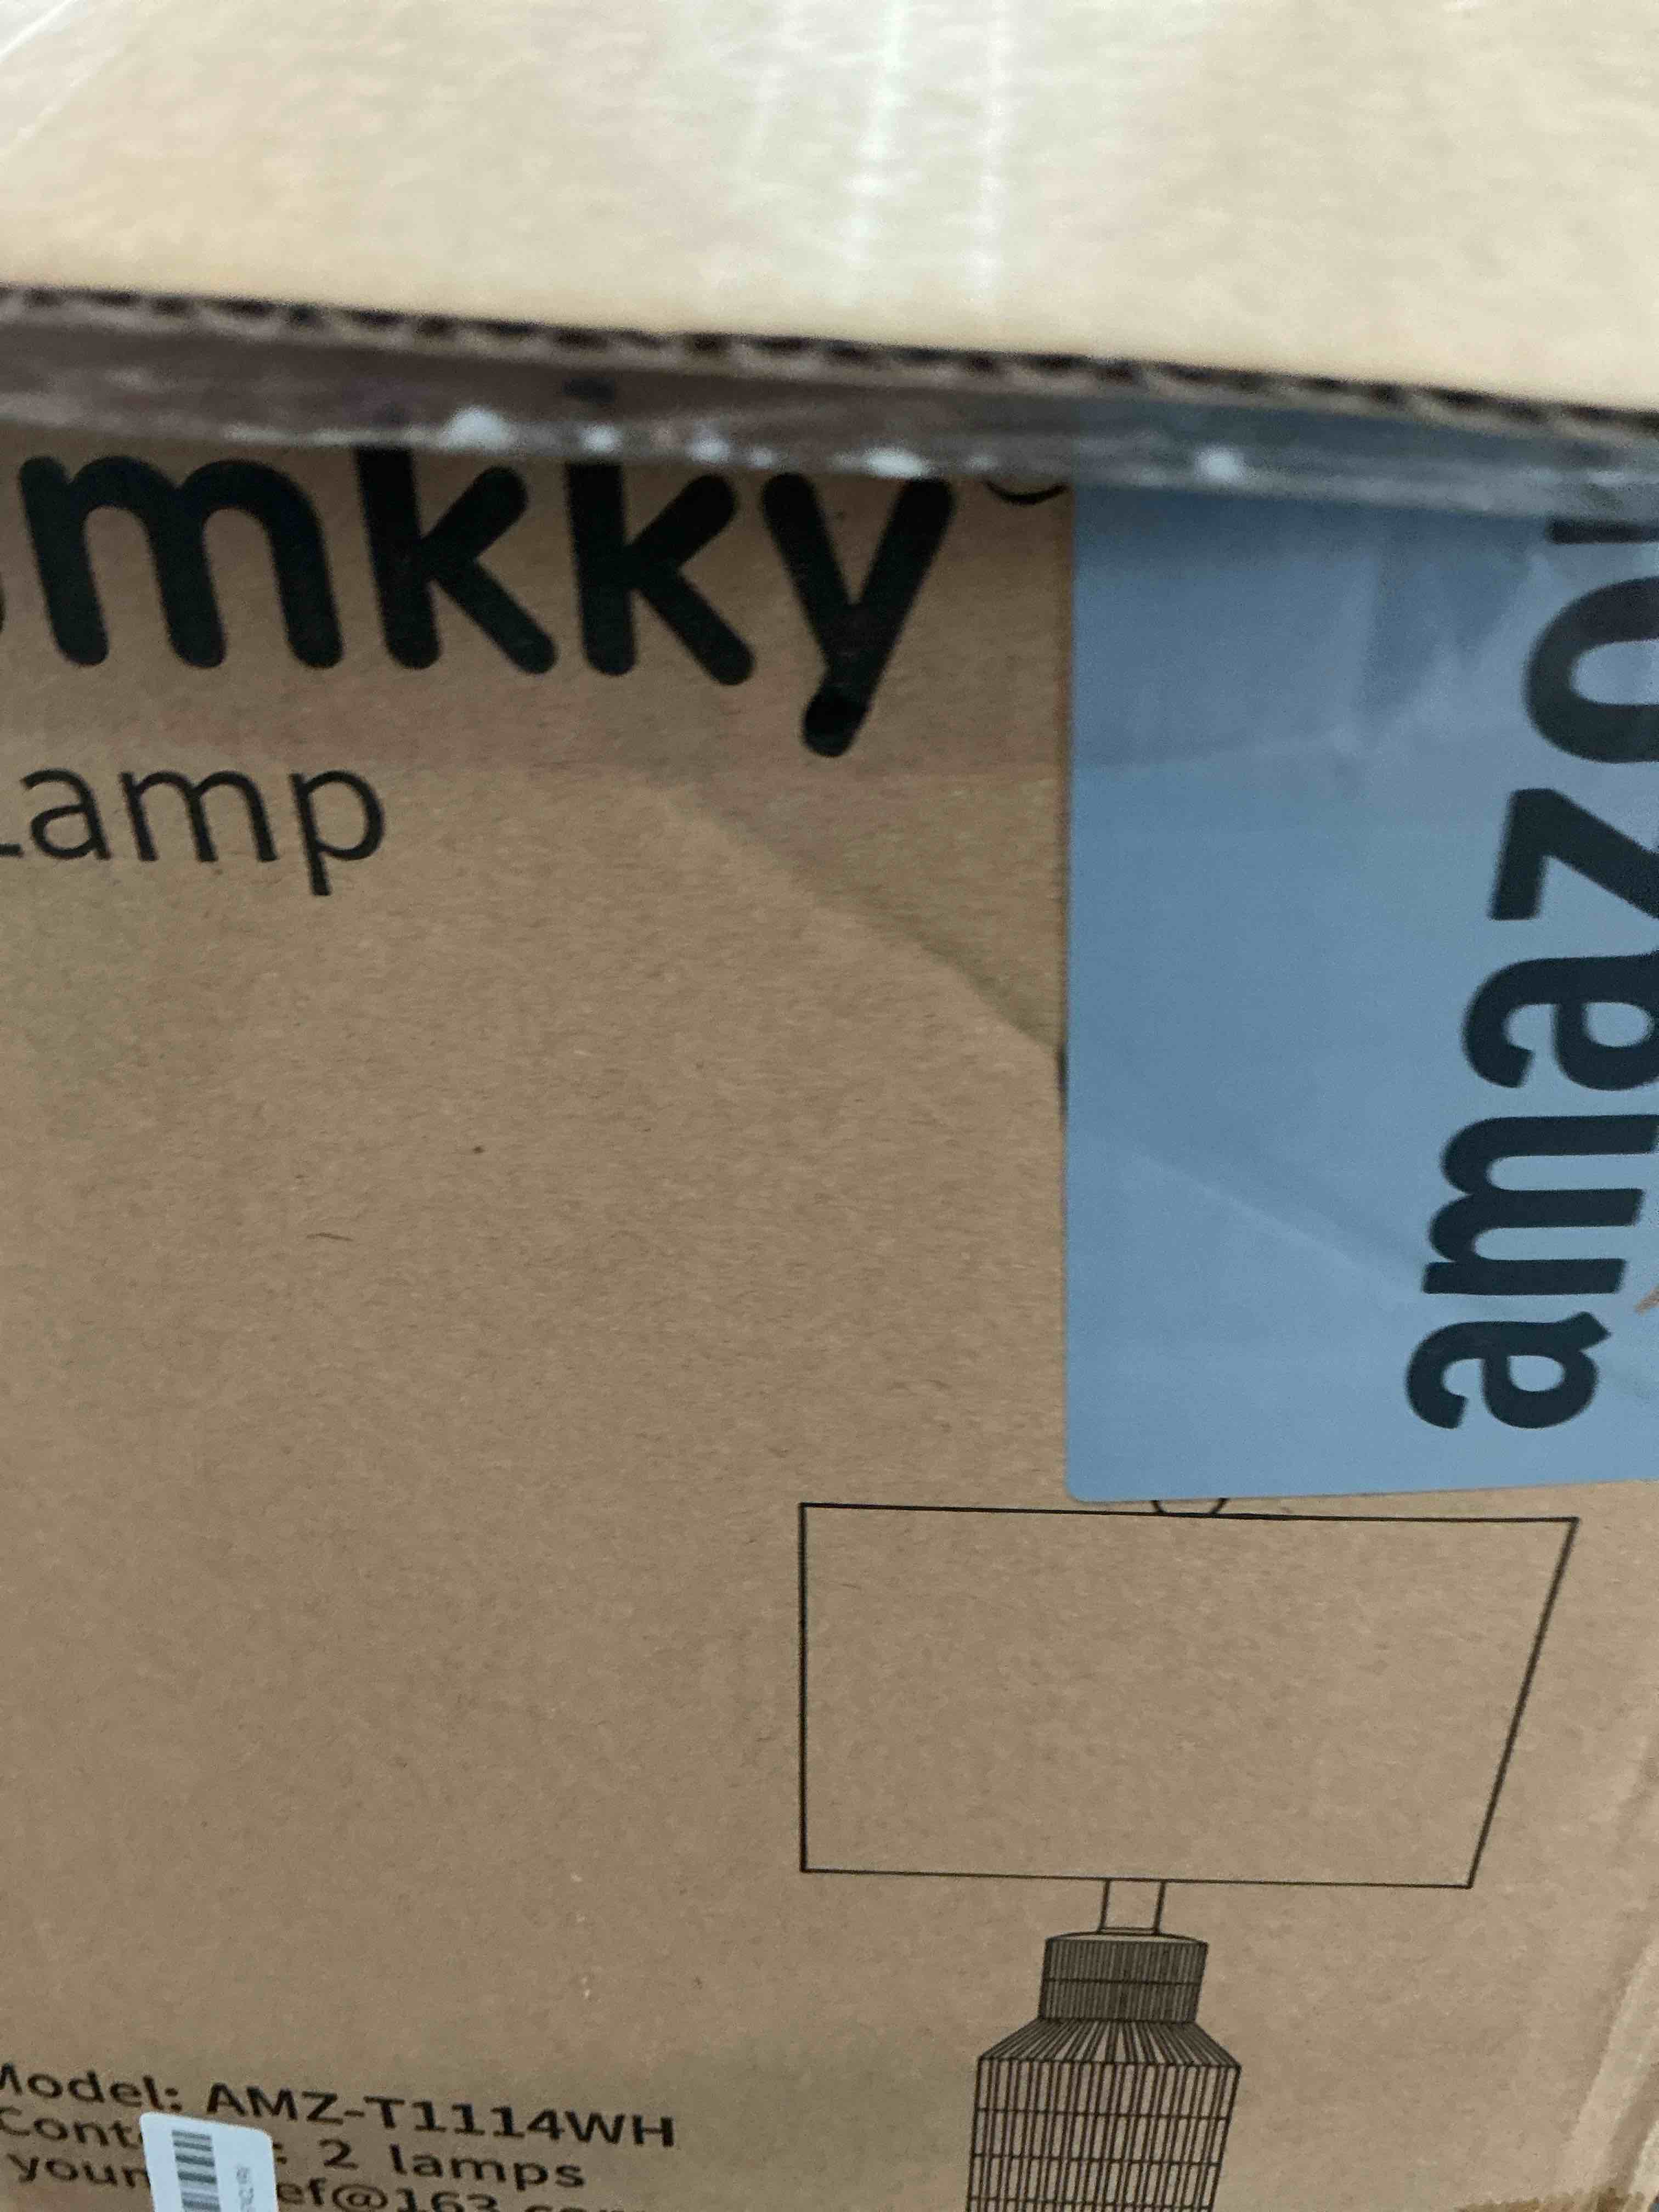 mkky
Lamp
amazon
Model: AMZ-T1114WH
: 2 lamps